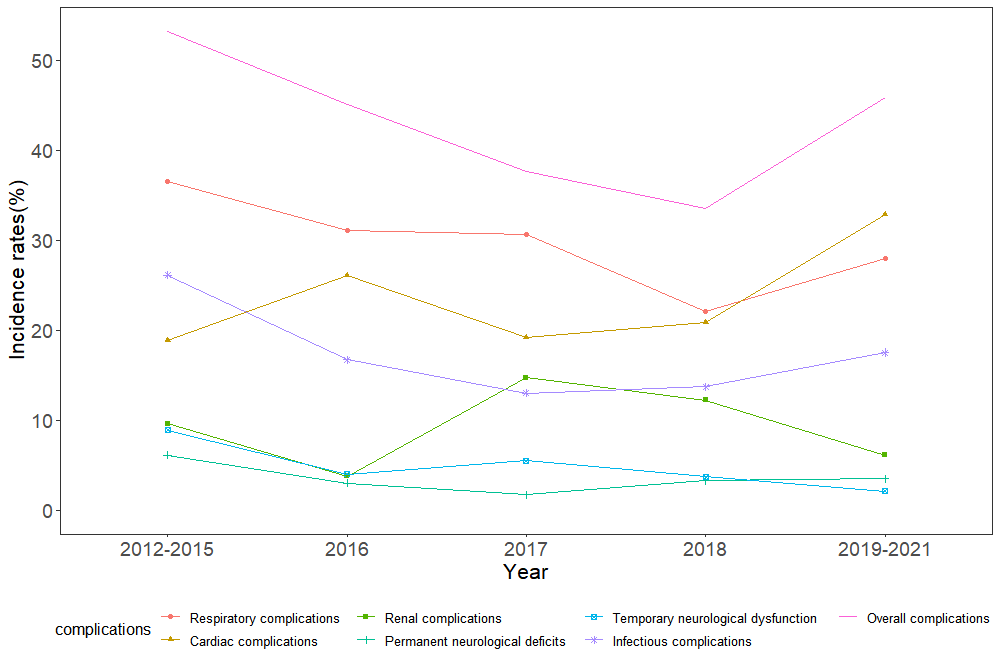 50
40
30
20
10
0
Incidence rates(%)
2012-2015 2016 2017 2018 2019-2021
Year
complications
Respiratory complications Renal complications Temporary neurological dysfunction Overall complications
Cardiac complications Permanent neurological deficits Infectious complications